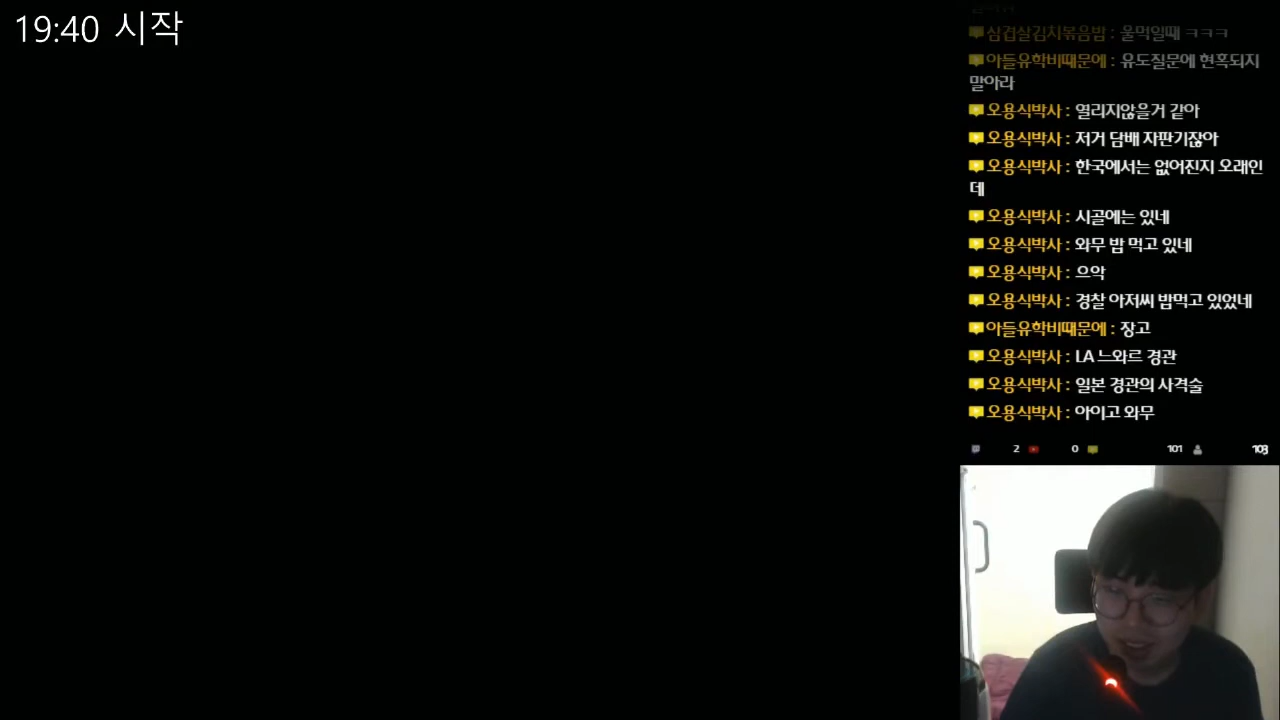 19:40 시작
삼겹살김치볶음밥 : 울먹일때 ㅋㅋㅋ
아들유학비때문에 : 유도질문에 현혹되지
말아라
오용식박사 : 열리지않을거 같아
오용식박사 : 저거 담배 자판기잖아
오용식박사 : 한국에서는 없어진지 오래인
데
오용식박사 : 시골에는 있네
오용식박사 : 와무 밥 먹고 있네
오용식박사 : 으악
오용식박사 : 경찰 아저씨 밥먹고 있었네
아들유학비때문에 : 장고
오용식박사 : LA 느와르 경관
오용식박사 : 일본 경관의 사격술
오용식박사 : 아이고 와무
2 0 101 103